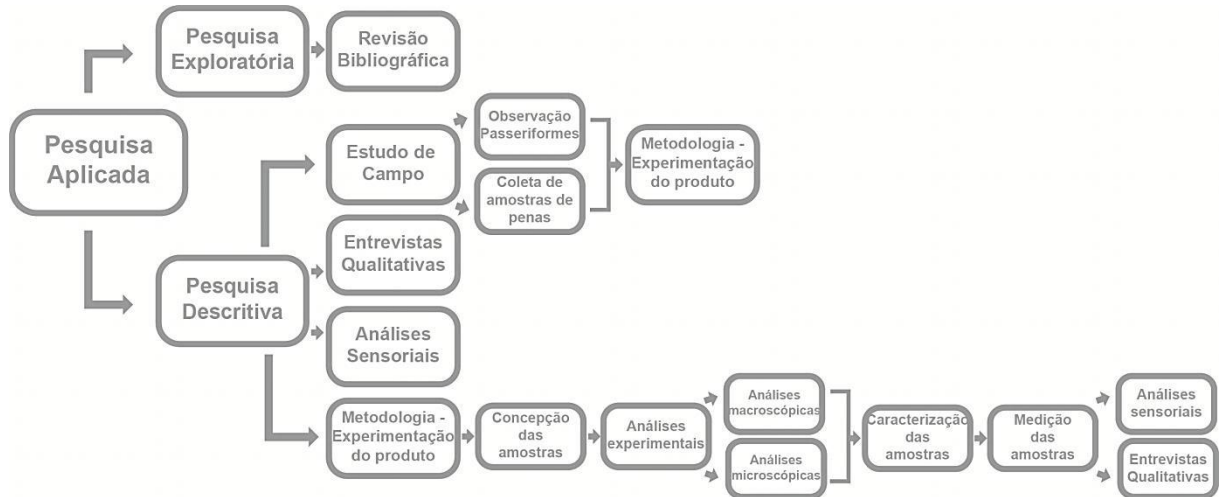 Pesquisa
Aplicada
Pesquisa
Exploratória
Revisão
Bibliográfica
Pesquisa
Descritiva
Estudo de
Campo
Observação
Passeriformes
Coleta de
amostras de
penas
Metodologia -
Experimentação
do produto
Entrevistas
Qualitativas
Análises
Sensoriais
Metodologia -
Experimentação
do produto
Concepção
das
amostras
Análises
experimentais
Análises
macroscópicas
Análises
microscópicas
Caracterização
das
amostras
Medição
das
amostras
Análises
sensoriais
Entrevistas
Qualitativas